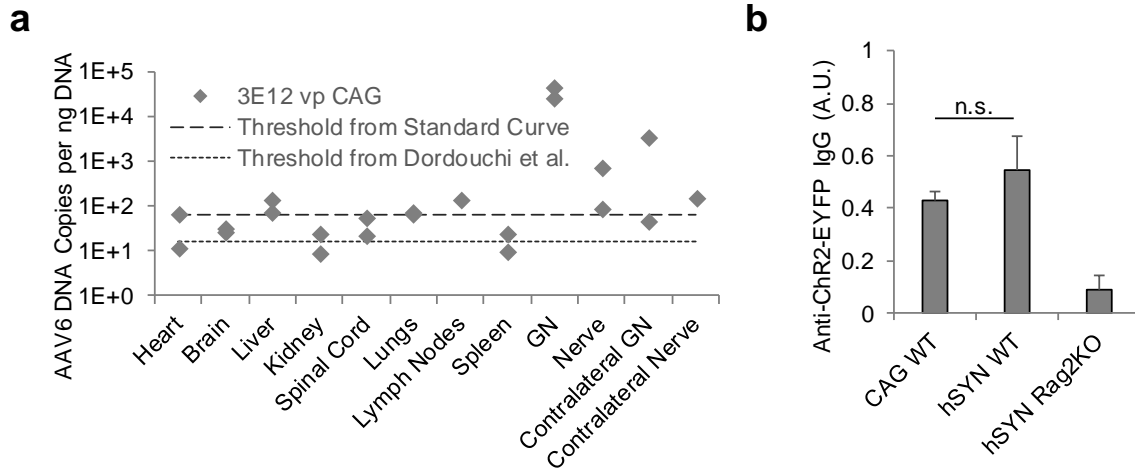 a
AAV6 DNA Copies per ng DNA
1E+5
1E+4
1E+3
1E+2
1E+1
1E+0
3E12 vp CAG
Threshold from Standard Curve
Threshold from Dordouchi et al.
Heart
Brain
Liver
Kidney
Spinal Cord
Lungs
Lymph Nodes
Spleen
GN
Nerve
Contralateral GN
Contralateral Nerve
b
Anti-ChR2-EYFP IgG (A.U.)
1
0.8
0.6
0.4
0.2
0
n.s.
CAG WT
hSYN WT
hSYN Rag2KO